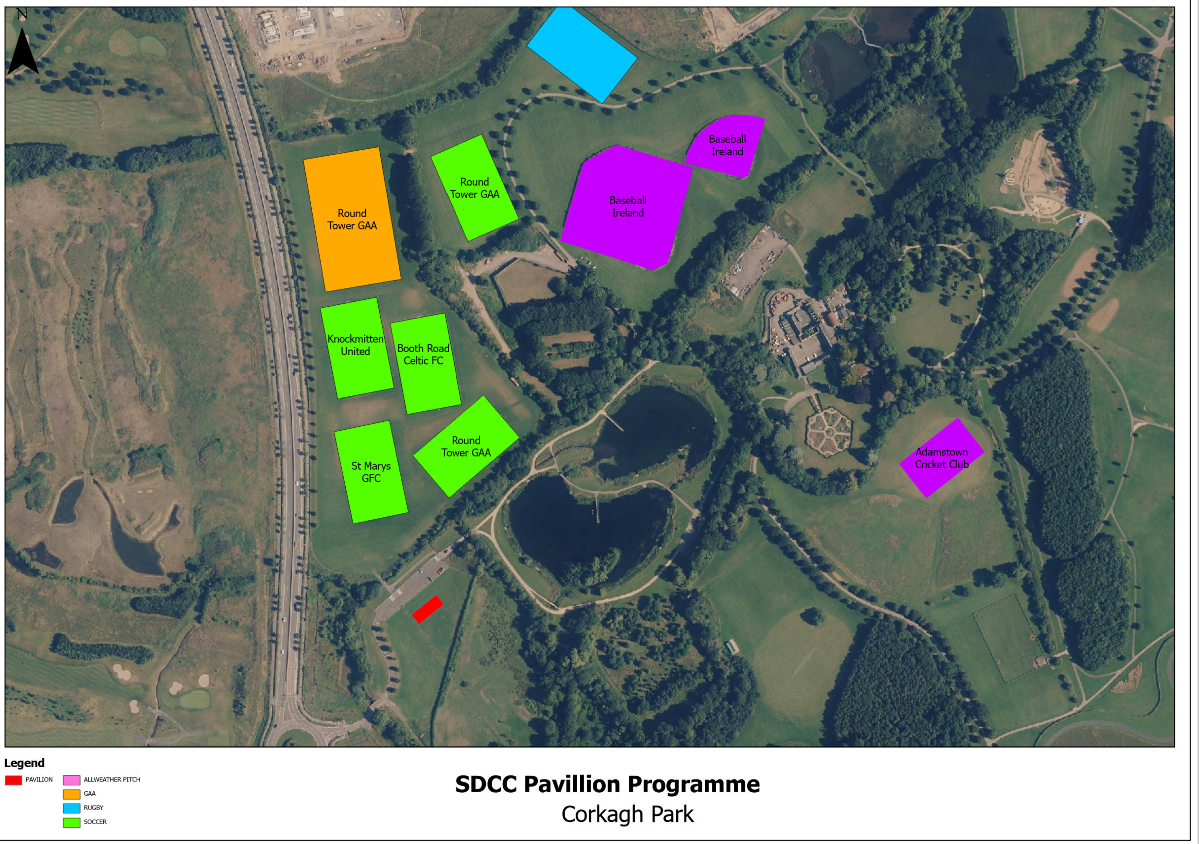 N
Baseball
Ireland
Round
Tower GAA
Round
Tower GAA
Baseball
Ireland
Knockmitten
United
Booth Road
Celtic FC
Round
Tower GAA
St Marys
GFC
Adamstown
Cricket Club
Legend
PAVILION
ALLWEATHER PITCH
GAA
RUGBY
SOCCER
SDCC Pavillion Programme
Corkagh Park